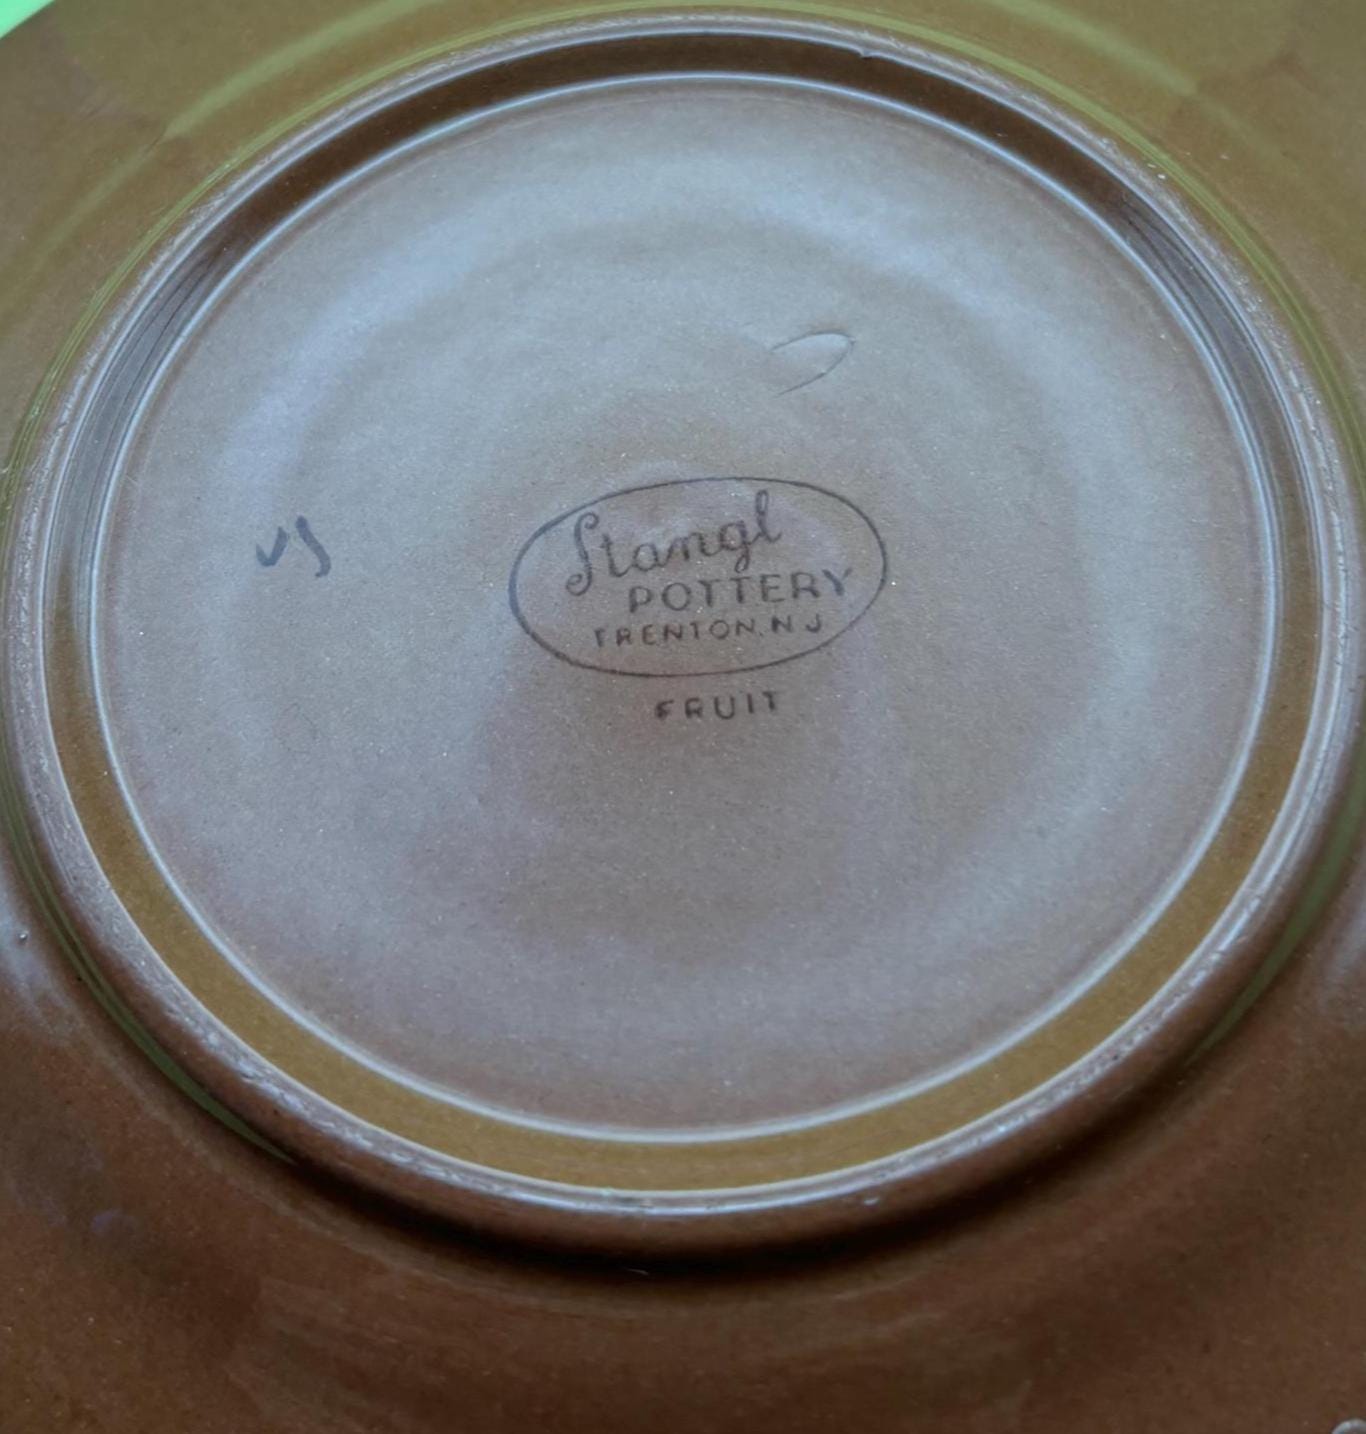 Stangl
POTTERY
TRENTON, N J
FRUIT